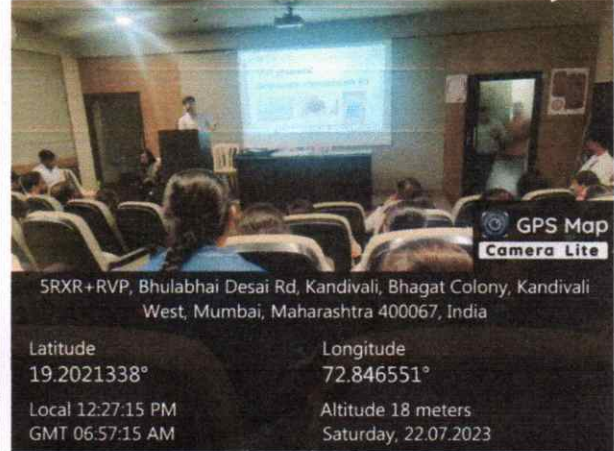 GPS Map
Camera Lite
5RXR+RVP, Bhulabhai Desai Rd, Kandivali, Bhagat Colony, Kandivali
West, Mumbai, Maharashtra 400067, India
Latitude
19.2021338°
Longitude
72.846551°
Local 12:27:15 PM
GMT 06:57:15 AM
Altitude 18 meters
Saturday, 22.07.2023